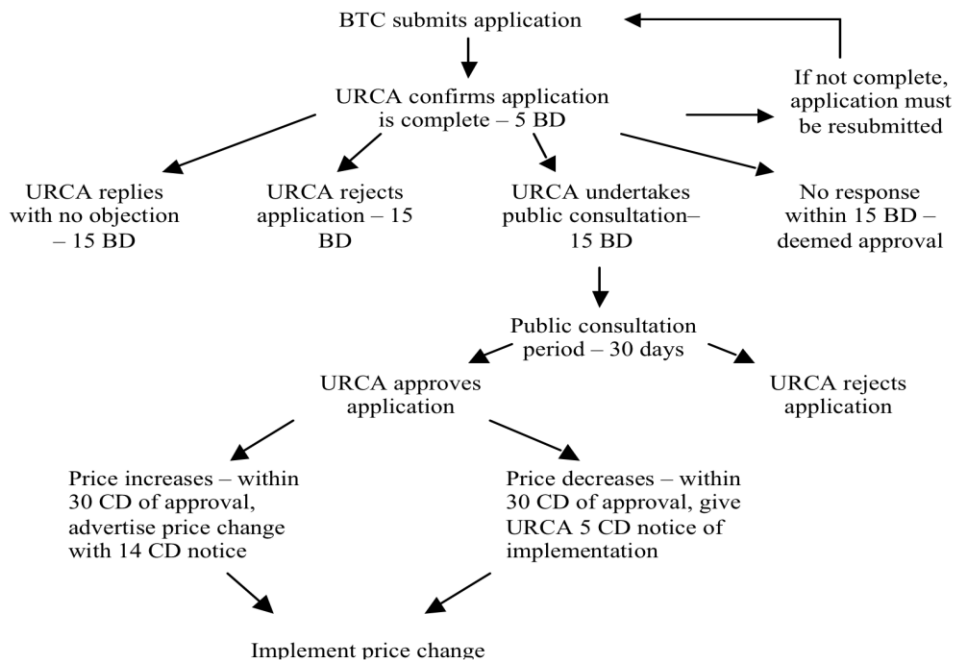 BTC submits application
URCA confirms application
is complete – 5 BD
If not complete,
application must
be resubmitted
URCA replies
with no objection
– 15 BD
URCA rejects
application – 15
BD
URCA undertakes
public consultation–
15 BD
No response
within 15 BD –
deemed approval
Public consultation
period – 30 days
URCA approves
application
URCA rejects
application
Price increases – within
30 CD of approval,
advertise price change
with 14 CD notice
Price decreases – within
30 CD of approval, give
URCA 5 CD notice of
implementation
Implement price change